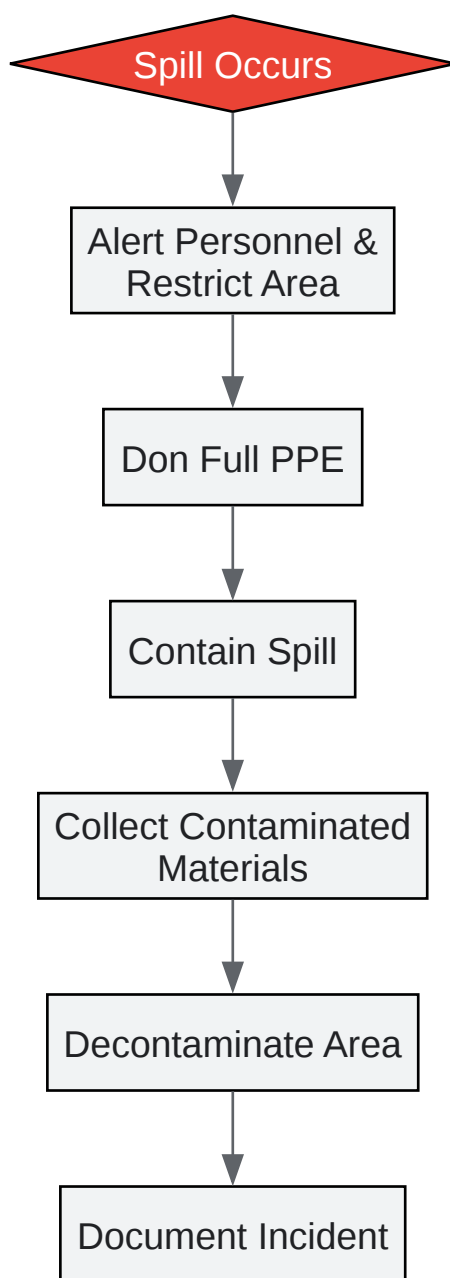 Spill Occurs
Alert Personnel &
Restrict Area
Don Full PPE
Contain Spill
Collect Contaminated
Materials
Decontaminate Area
Document Incident